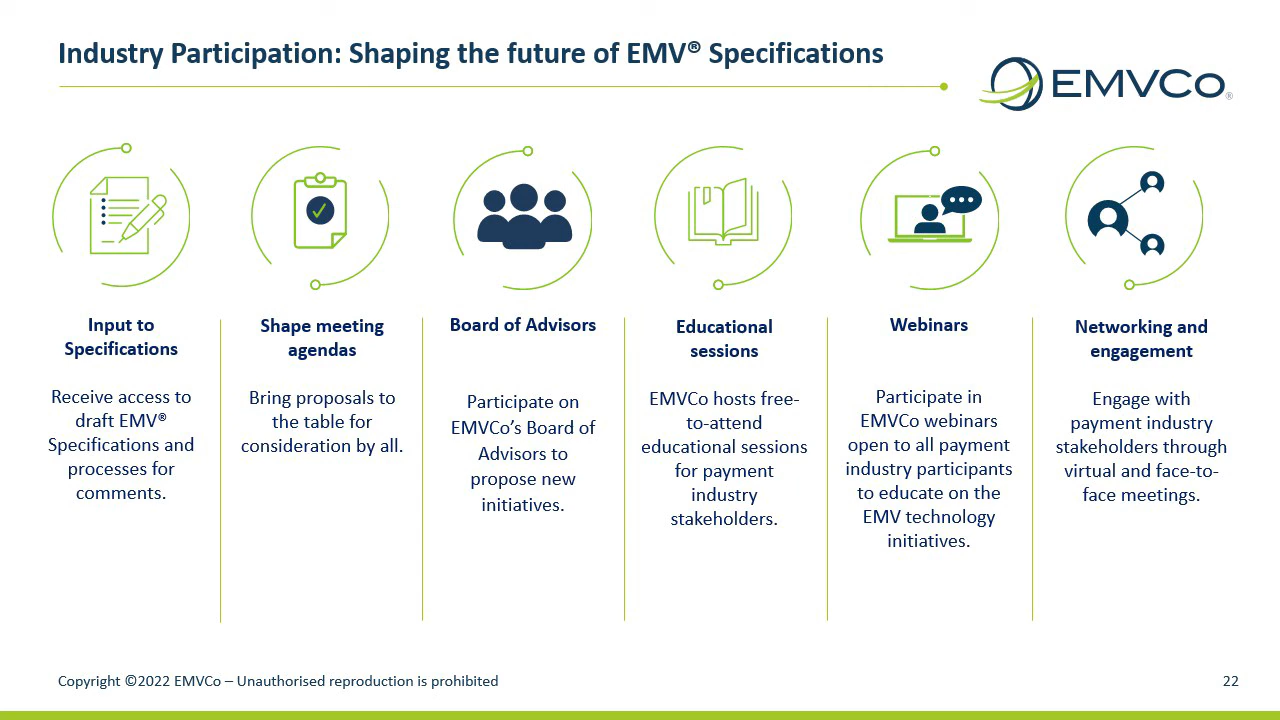 Industry Participation: Shaping the future of EMV® Specifications
EMVCo®
Input to
Specifications
Receive access to
draft EMV®
Specifications and
processes for
comments.
Shape meeting
agendas
Bring proposals to
the table for
consideration by all.
Board of Advisors
Participate on
EMVCo’s Board of
Advisors to
propose new
initiatives.
Educational
sessions
EMVCo hosts free-
to-attend
educational sessions
for payment
industry
stakeholders.
Webinars
Participate in
EMVCo webinars
open to all payment
industry participants
to educate on the
EMV technology
initiatives.
Networking and
engagement
Engage with
payment industry
stakeholders through
virtual and face-to-
face meetings.
Copyright ©2022 EMVCo – Unauthorised reproduction is prohibited
22